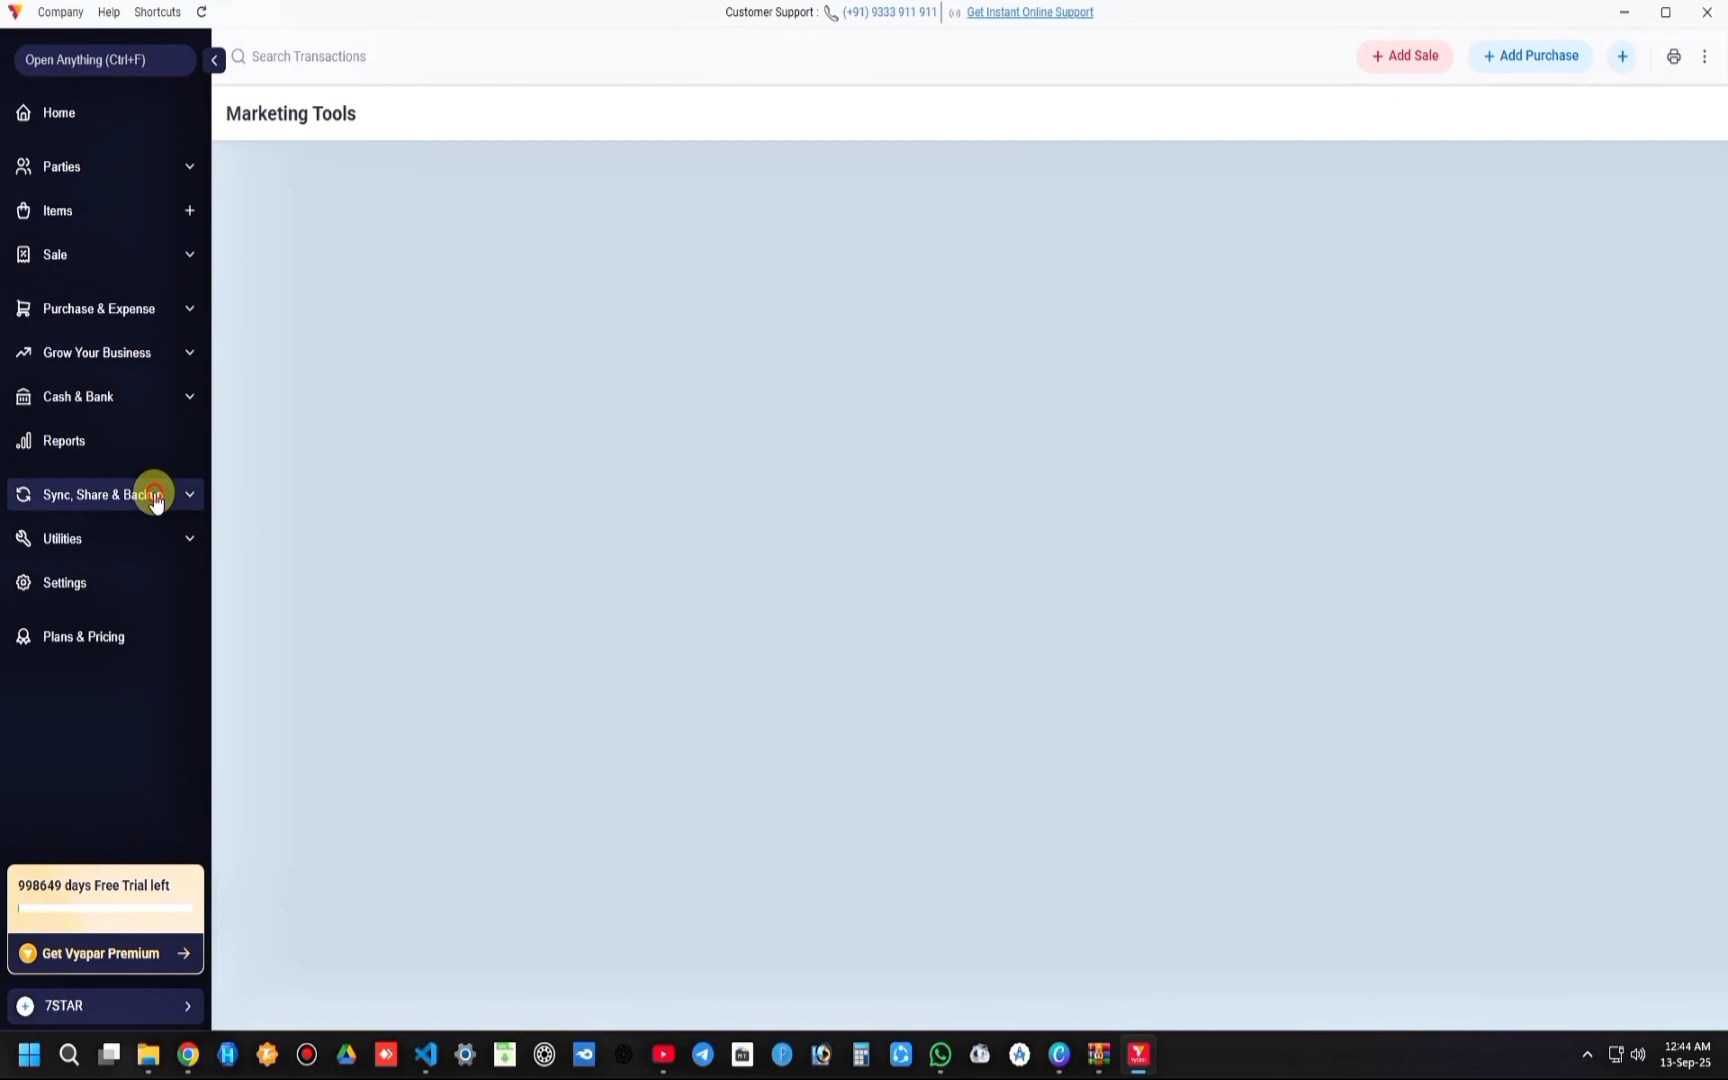 Company Help Shortcuts
Customer Support : (+91) 9333 911 911 Get Instant Online Support
Open Anything (Ctrl+F)
Search Transactions
+ Add Sale
+ Add Purchase
Marketing Tools
Home
Parties
Items
Sale
Purchase & Expense
Grow Your Business
Cash & Bank
Reports
Sync, Share & Backup
Utilities
Settings
Plans & Pricing
998649 days Free Trial left
Get Vyapar Premium
7STAR
12:44 AM
13-Sep-25